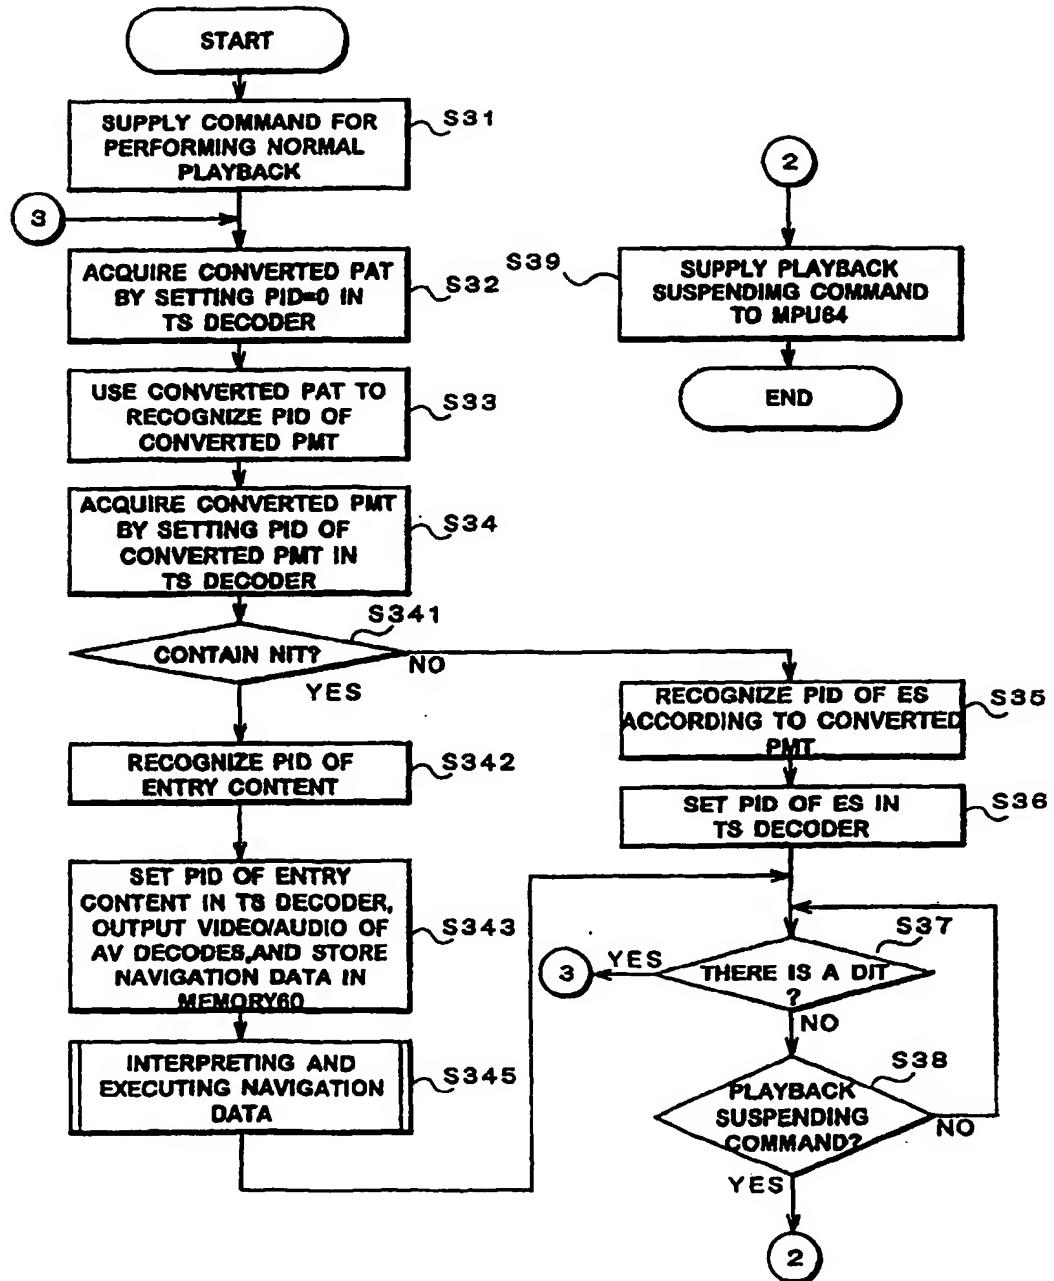 START
SUPPLY COMMAND FOR
PERFORMING NORMAL
PLAYBACK
S31
3
ACQUIRE CONVERTED PAT
BY SETTING PID=0 IN
TS DECODER
S32
USE CONVERTED PAT TO
RECOGNIZE PID OF
CONVERTED PMT
S33
ACQUIRE CONVERTED PMT
BY SETTING PID OF
CONVERTED PMT IN
TS DECODER
S34
S341
CONTAIN NIT?
NO
YES
RECOGNIZE PID OF
ENTRY CONTENT
S342
SET PID OF ENTRY
CONTENT IN TS DECODER,
OUTPUT VIDEO/AUDIO OF
AV DECODES,AND STORE
NAVIGATION DATA IN
MEMORY60
S343
INTERPRETING AND
EXECUTING NAVIGATION
DATA
S345
2
S39
SUPPLY PLAYBACK
SUSPENDIMG COMMAND
TO MPU64
END
RECOGNIZE PID OF ES
ACCORDING TO CONVERTED
PMT
S35
SET PID OF ES IN
TS DECODER
S36
S37
THERE IS A DIT
?
YES
3
NO
S38
PLAYBACK
SUSPENDING
COMMAND?
NO
YES
2